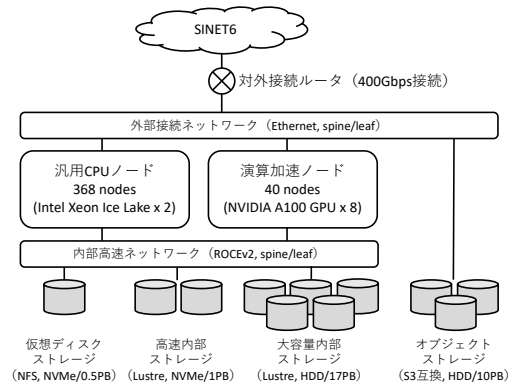 SINET6
対外接続ルータ（400Gbps接続）
外部接続ネットワーク（Ethernet, spine/leaf）
汎用CPUノード
368 nodes
(Intel Xeon Ice Lake x 2)
演算加速ノード
40 nodes
(NVIDIA A100 GPU x 8)
内部高速ネットワーク（ROCEv2, spine/leaf）
仮想ディスク
ストレージ
(NFS, NVMe/0.5PB)
高速内部
ストレージ
(Lustre, NVMe/1PB)
大容量内部
ストレージ
(Lustre, HDD/17PB)
オブジェクト
ストレージ
(S3互換, HDD/10PB)